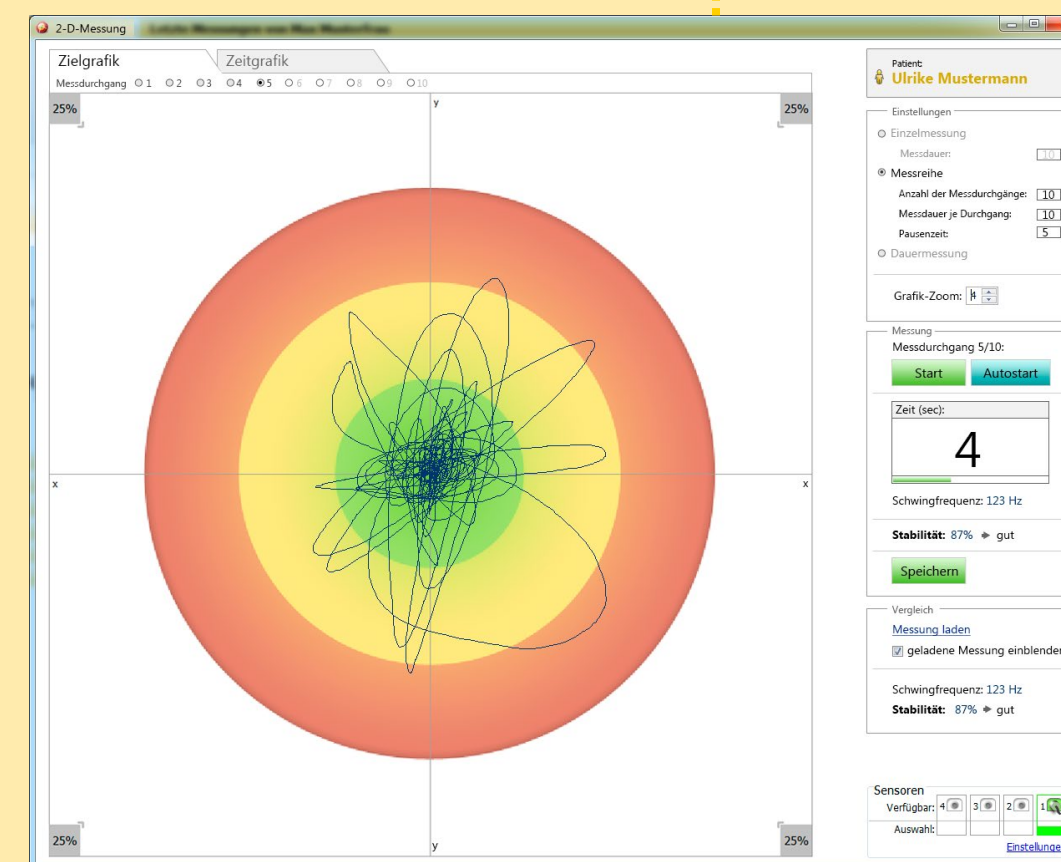 2-D-Messung
Zielgrafik Zeitgrafik
Messdurchgang 1 2 3 4 5 6 7 8 9 10
25% y 25%
x x
25% y 25%
Patient:
Ulrike Mustermann
Einstellungen
Einzelmessung
Messdauer: 10
Messreihe
Anzahl der Messdurchgänge: 10
Messdauer je Durchgang: 10
Pausenzeit: 5
Dauermessung
Grafik-Zoom: 4
Messung
Messdurchgang 5/10:
Start Autostart
Zeit (sec):
4
Schwingfrequenz: 123 Hz
Stabilität: 87% gut
Speichern
Vergleich
Messung laden
geladene Messung einblenden
Schwingfrequenz: 123 Hz
Stabilität: 87% gut
Sensoren
Verfügbar: 4 3 2 1
Auswahl:
Einstellunge